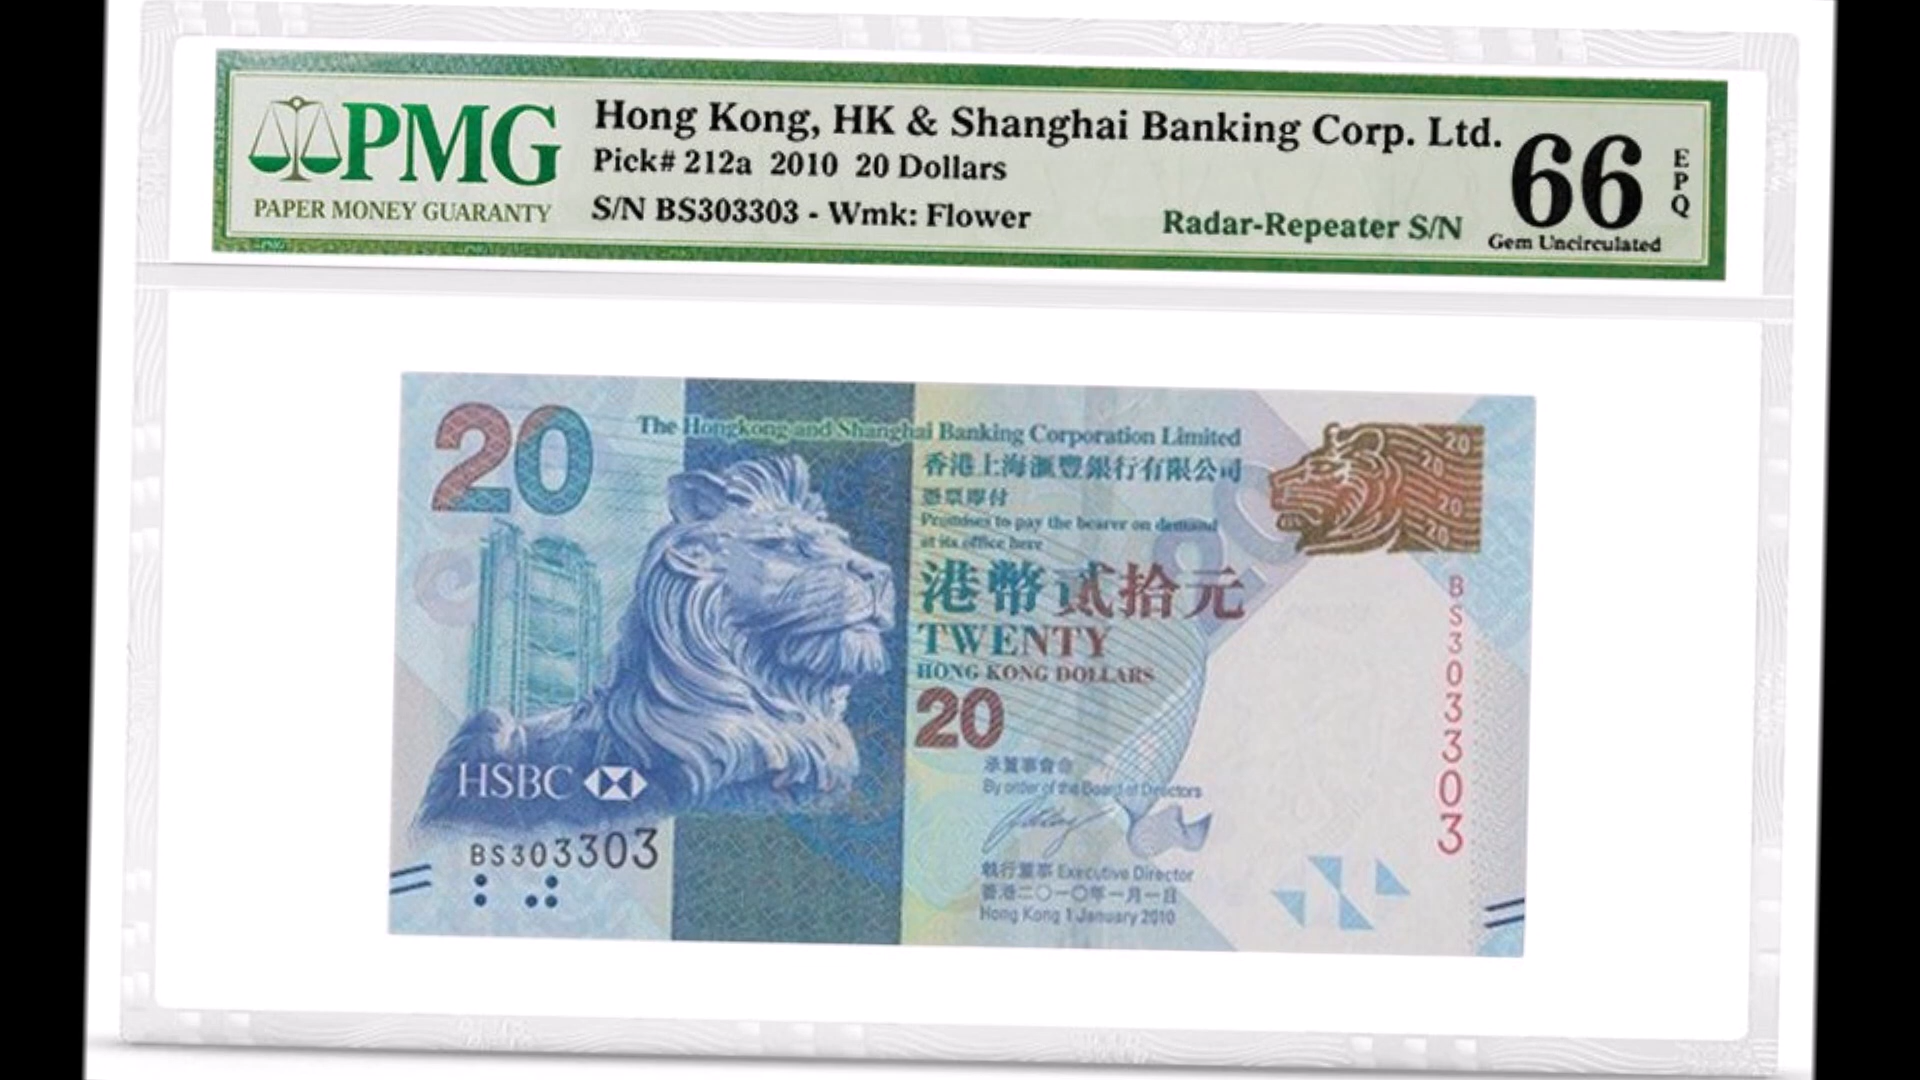 PMG
PAPER MONEY GUARANTY
Hong Kong, HK & Shanghai Banking Corp. Ltd.
Pick# 212a 2010 20 Dollars
S/N BS303303 - Wmk: Flower
Radar-Repeater S/N
66
EPQ
Gem Uncirculated
20
The Hongkong and Shanghai Banking Corporation Limited
香港上海滙豐銀行有限公司
憑票即付
Promises to pay the bearer on demand
at its office here
港幣貳拾元
TWENTY
HONG KONG DOLLARS
20
承董事會命
By order of the Board of Directors
執行董事 Executive Director
香港二〇一〇年一月一日
Hong Kong 1 January 2010
HSBC
BS303303
20
20
20
20
BS303303